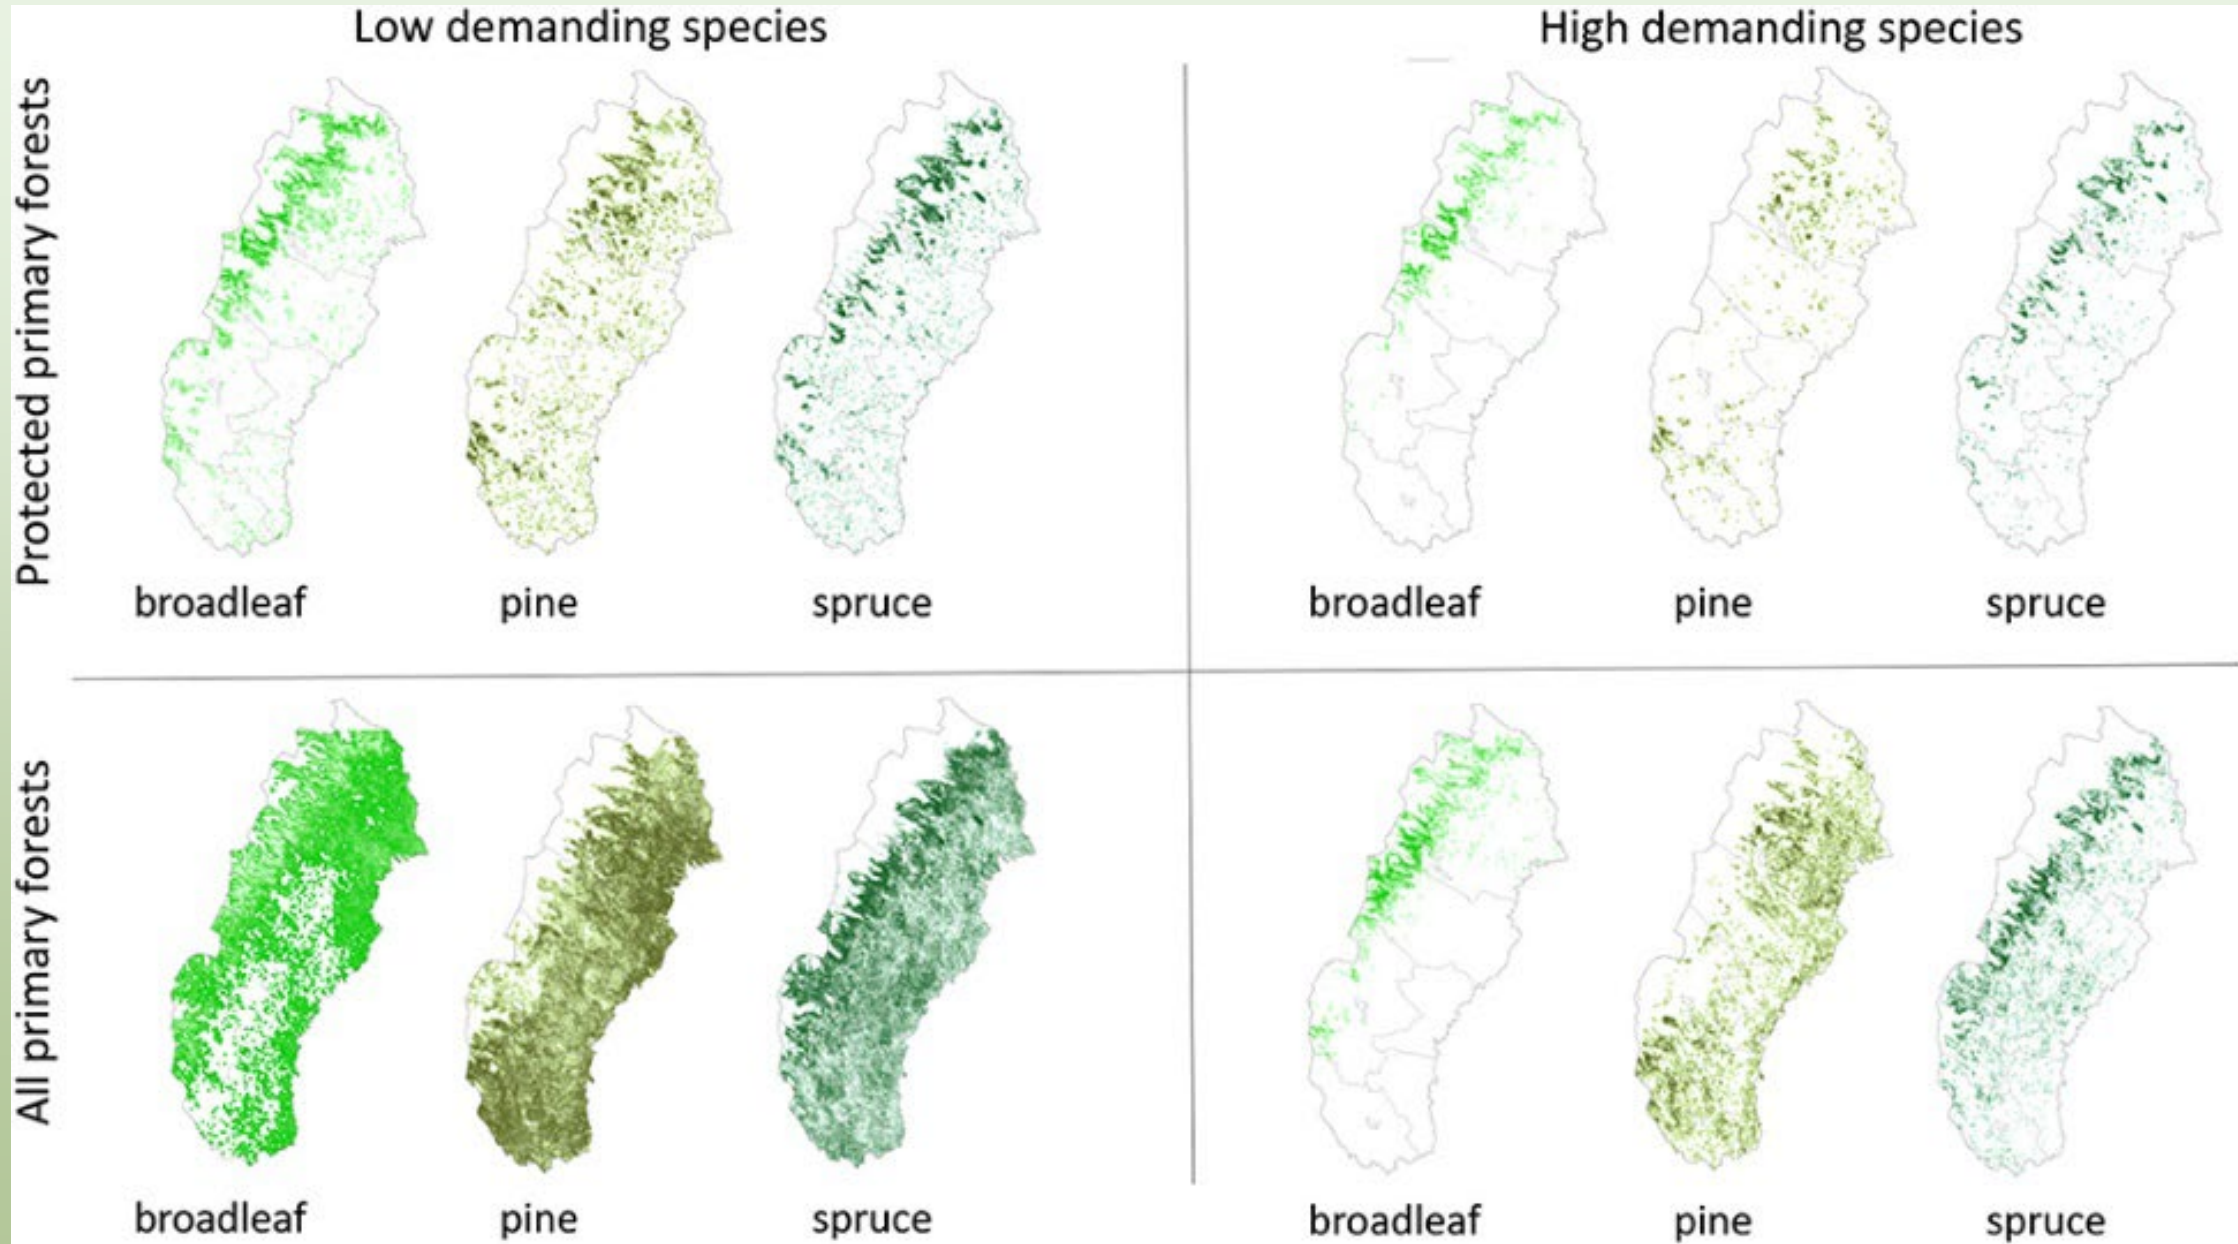 Low demanding species
High demanding species
Protected primary forests
broadleaf
pine
spruce
broadleaf
pine
spruce
All primary forests
broadleaf
pine
spruce
broadleaf
pine
spruce